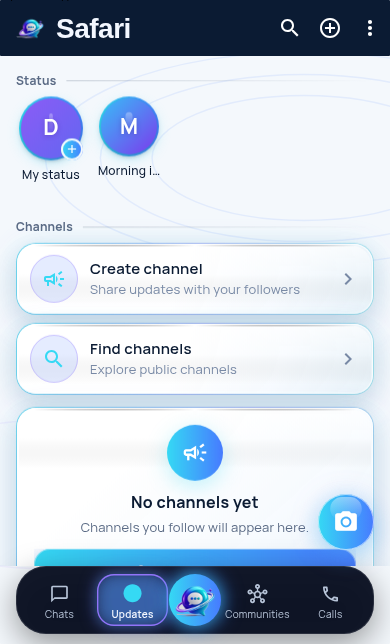 Safari
Status
D
M
My status
Morning i...
Channels
Create channel
Share updates with your followers
Find channels
Explore public channels
No channels yet
Channels you follow will appear here.
Chats
Updates
Communities
Calls